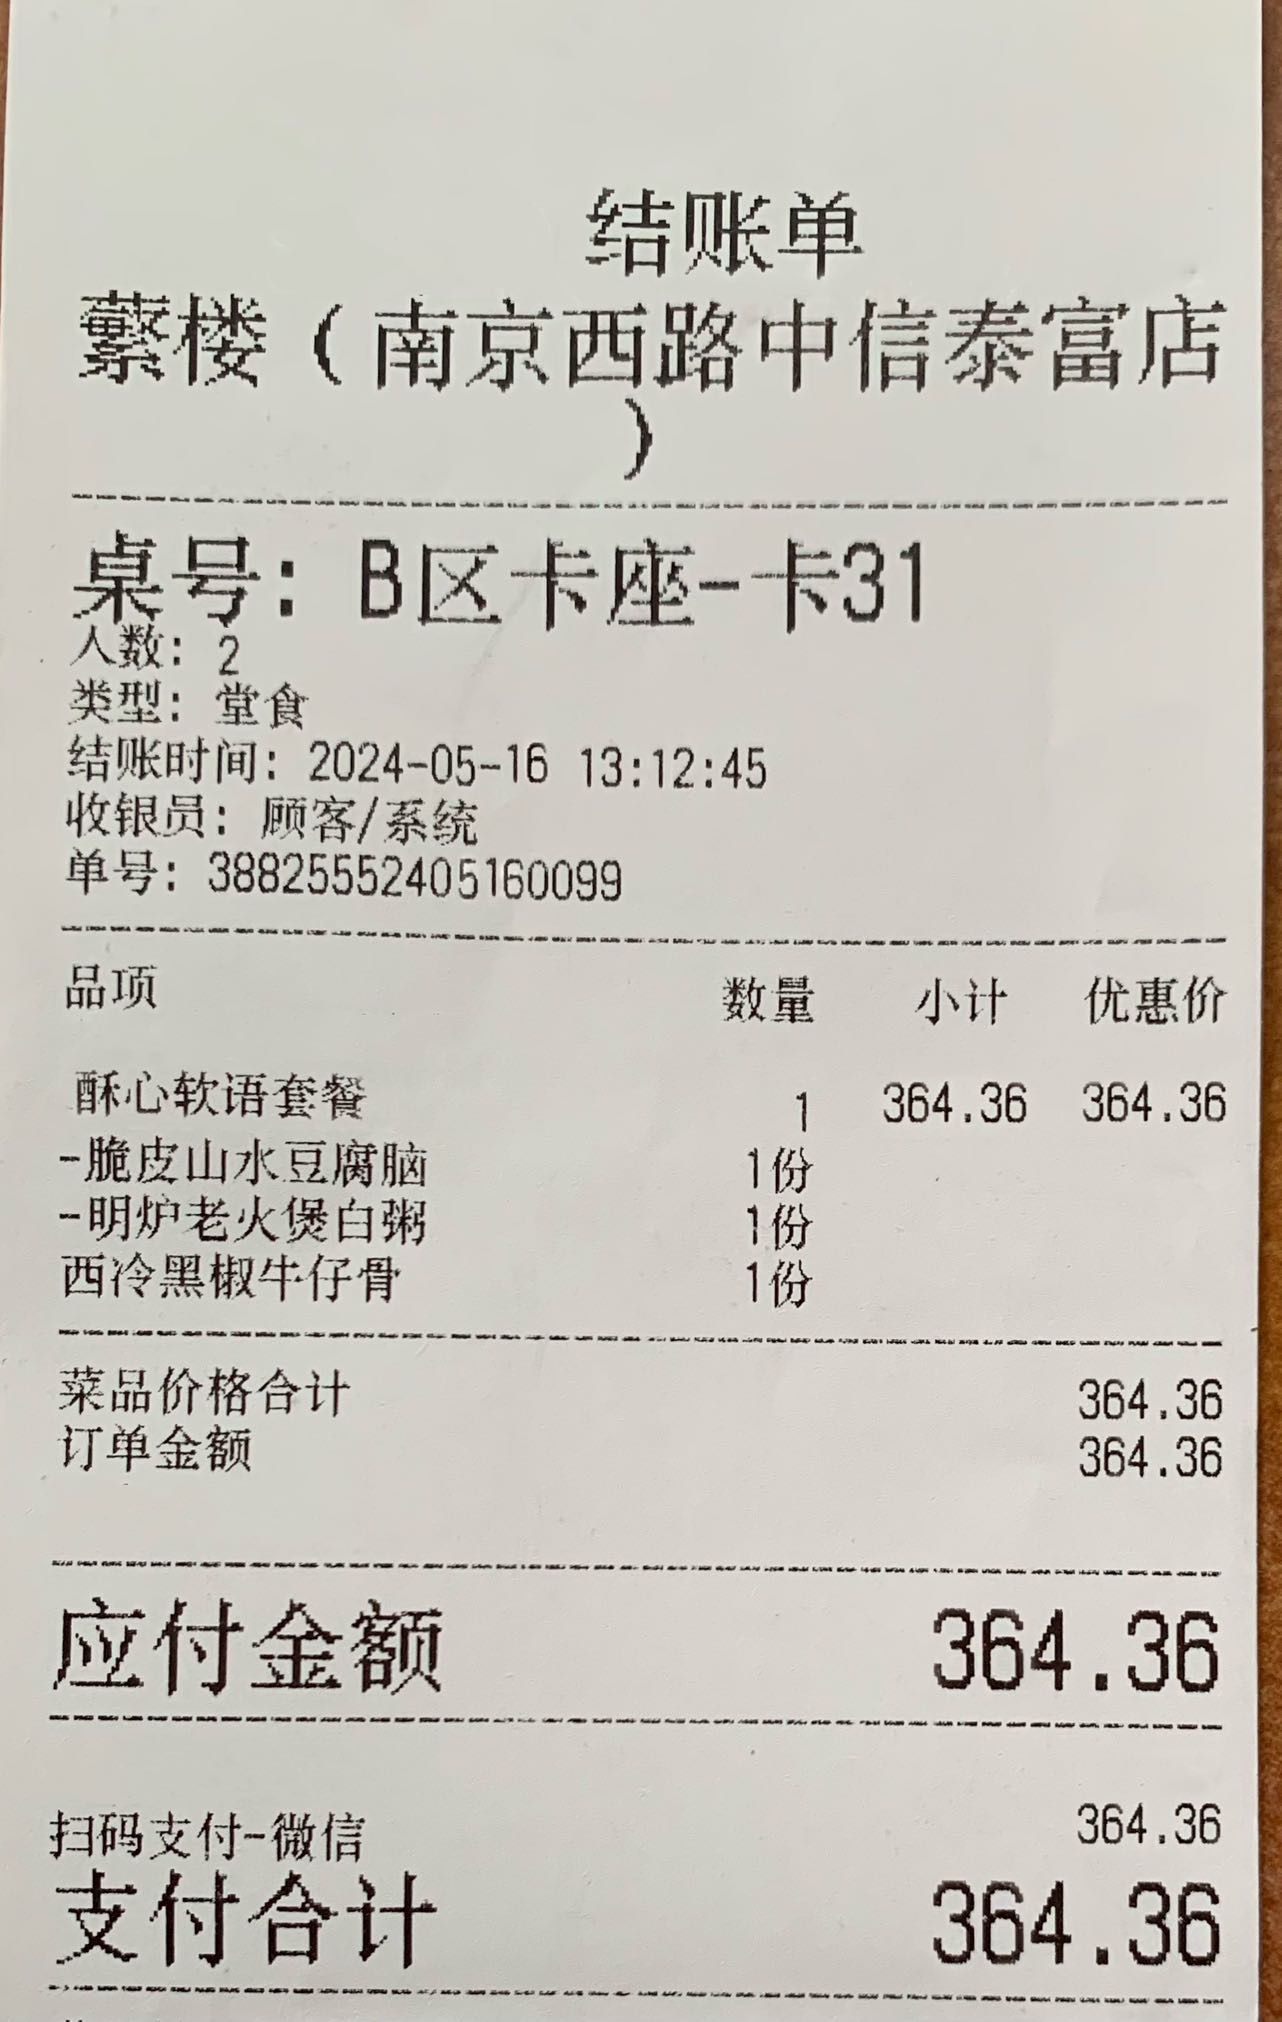 结账单
蘩楼(南京西路中信泰富店
)
桌号: B区卡座-卡31
人数: 2
类型: 堂食
结账时间: 2024-05-16 13:12:45
收银员: 顾客/系统
单号: 38825552405160099
品项 数量 小计 优惠价
酥心软语套餐 1 364.36 364.36
-脆皮山水豆腐脑 1份
-明炉老火煲白粥 1份
西冷黑椒牛仔骨 1份
菜品价格合计 364.36
订单金额 364.36
应付金额 364.36
扫码支付-微信 364.36
支付合计 364.36